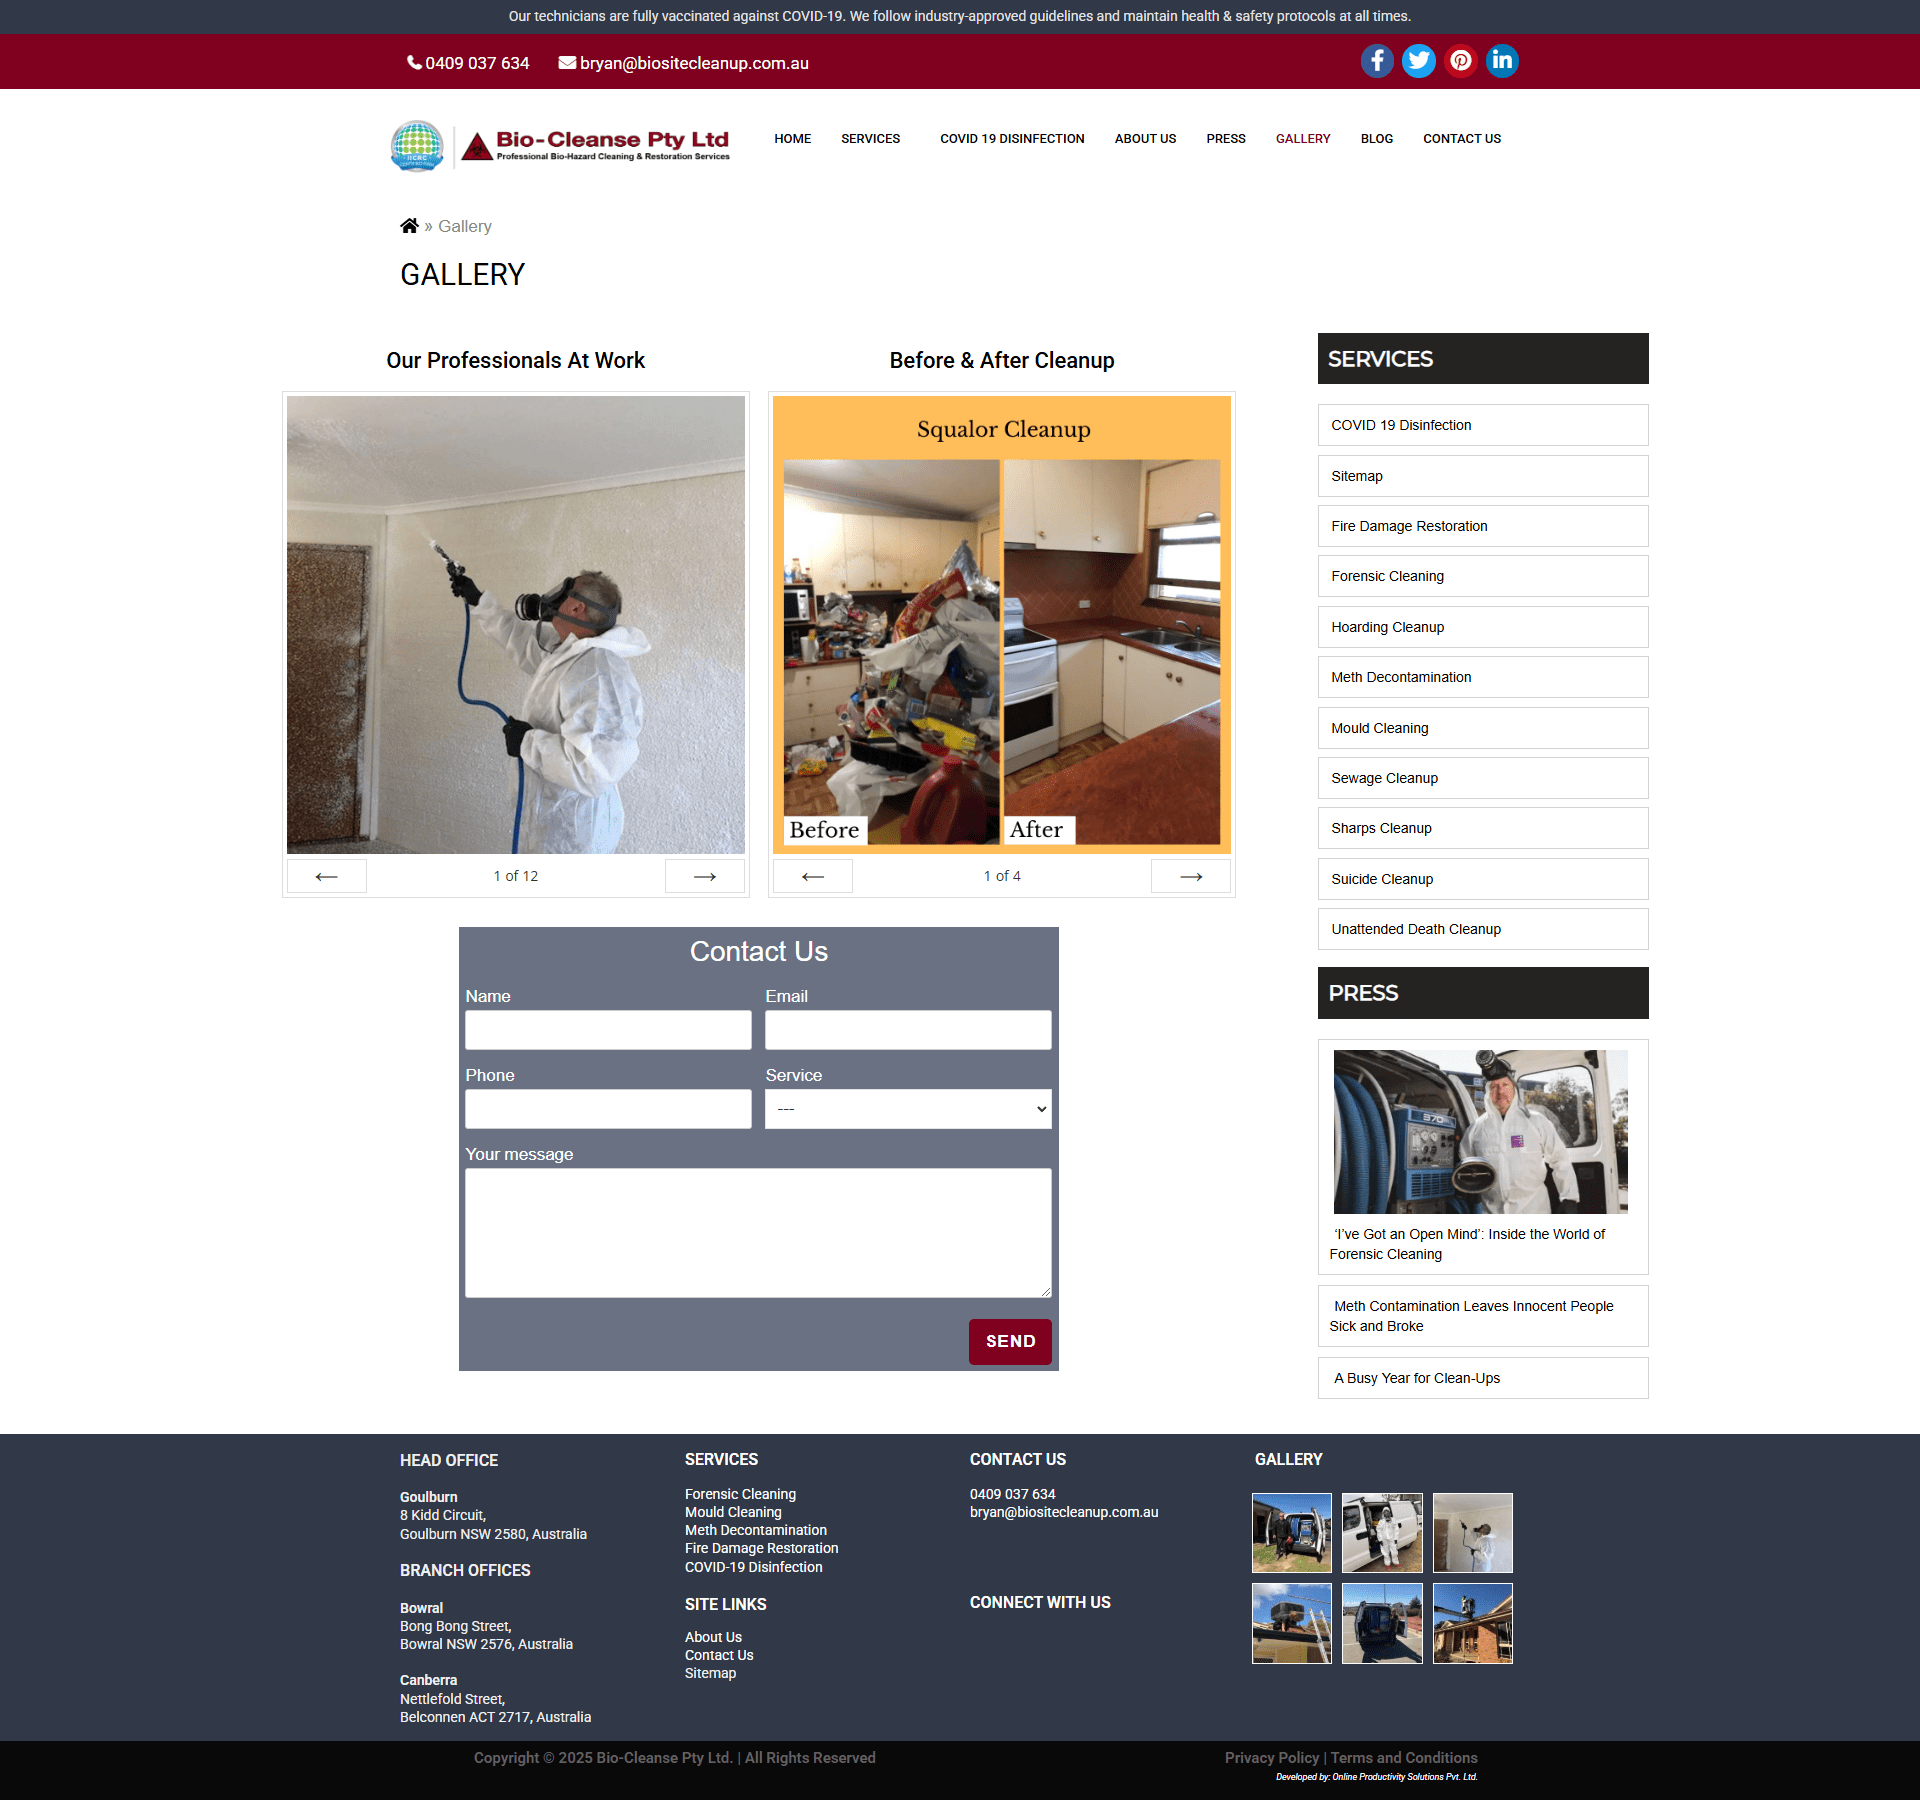 Our technicians are fully vaccinated against COVID-19. We follow industry-approved guidelines and maintain health & safety protocols at all times.
0409 037 634 bryan@biositecleanup.com.au
Bio-Cleanse Pty Ltd
Professional Bio-Hazard Cleaning & Restoration Services
HOME SERVICES COVID 19 DISINFECTION ABOUT US PRESS GALLERY BLOG CONTACT US
» Gallery
GALLERY
Our Professionals At Work
1 of 12
Before & After Cleanup
Squalor Cleanup
Before
After
1 of 4
Contact Us
Name
Email
Phone
Service
---
Your message
SEND
SERVICES
COVID 19 Disinfection
Sitemap
Fire Damage Restoration
Forensic Cleaning
Hoarding Cleanup
Meth Decontamination
Mould Cleaning
Sewage Cleanup
Sharps Cleanup
Suicide Cleanup
Unattended Death Cleanup
PRESS
370
‘I’ve Got an Open Mind’: Inside the World of
Forensic Cleaning
Meth Contamination Leaves Innocent People
Sick and Broke
A Busy Year for Clean-Ups
HEAD OFFICE
Goulburn
8 Kidd Circuit,
Goulburn NSW 2580, Australia
BRANCH OFFICES
Bowral
Bong Bong Street,
Bowral NSW 2576, Australia
Canberra
Nettlefold Street,
Belconnen ACT 2717, Australia
SERVICES
Forensic Cleaning
Mould Cleaning
Meth Decontamination
Fire Damage Restoration
COVID-19 Disinfection
SITE LINKS
About Us
Contact Us
Sitemap
CONTACT US
0409 037 634
bryan@biositecleanup.com.au
CONNECT WITH US
GALLERY
Copyright © 2025 Bio-Cleanse Pty Ltd. | All Rights Reserved
Privacy Policy | Terms and Conditions
Developed by: Online Productivity Solutions Pvt. Ltd.